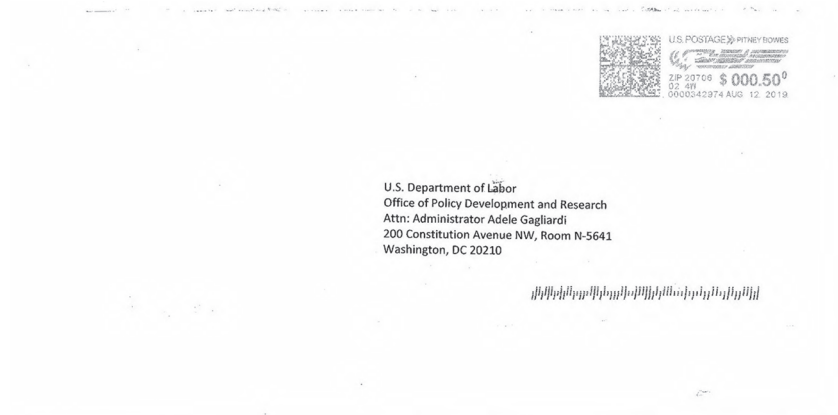 U.S. POSTAGE PITNEY BOWES
ZIP 20706 $ 000.50⁰
02 4W
0000342974 AUG 12 2019
U.S. Department of Labor
Office of Policy Development and Research
Attn: Administrator Adele Gagliardi
200 Constitution Avenue NW, Room N-5641
Washington, DC 20210